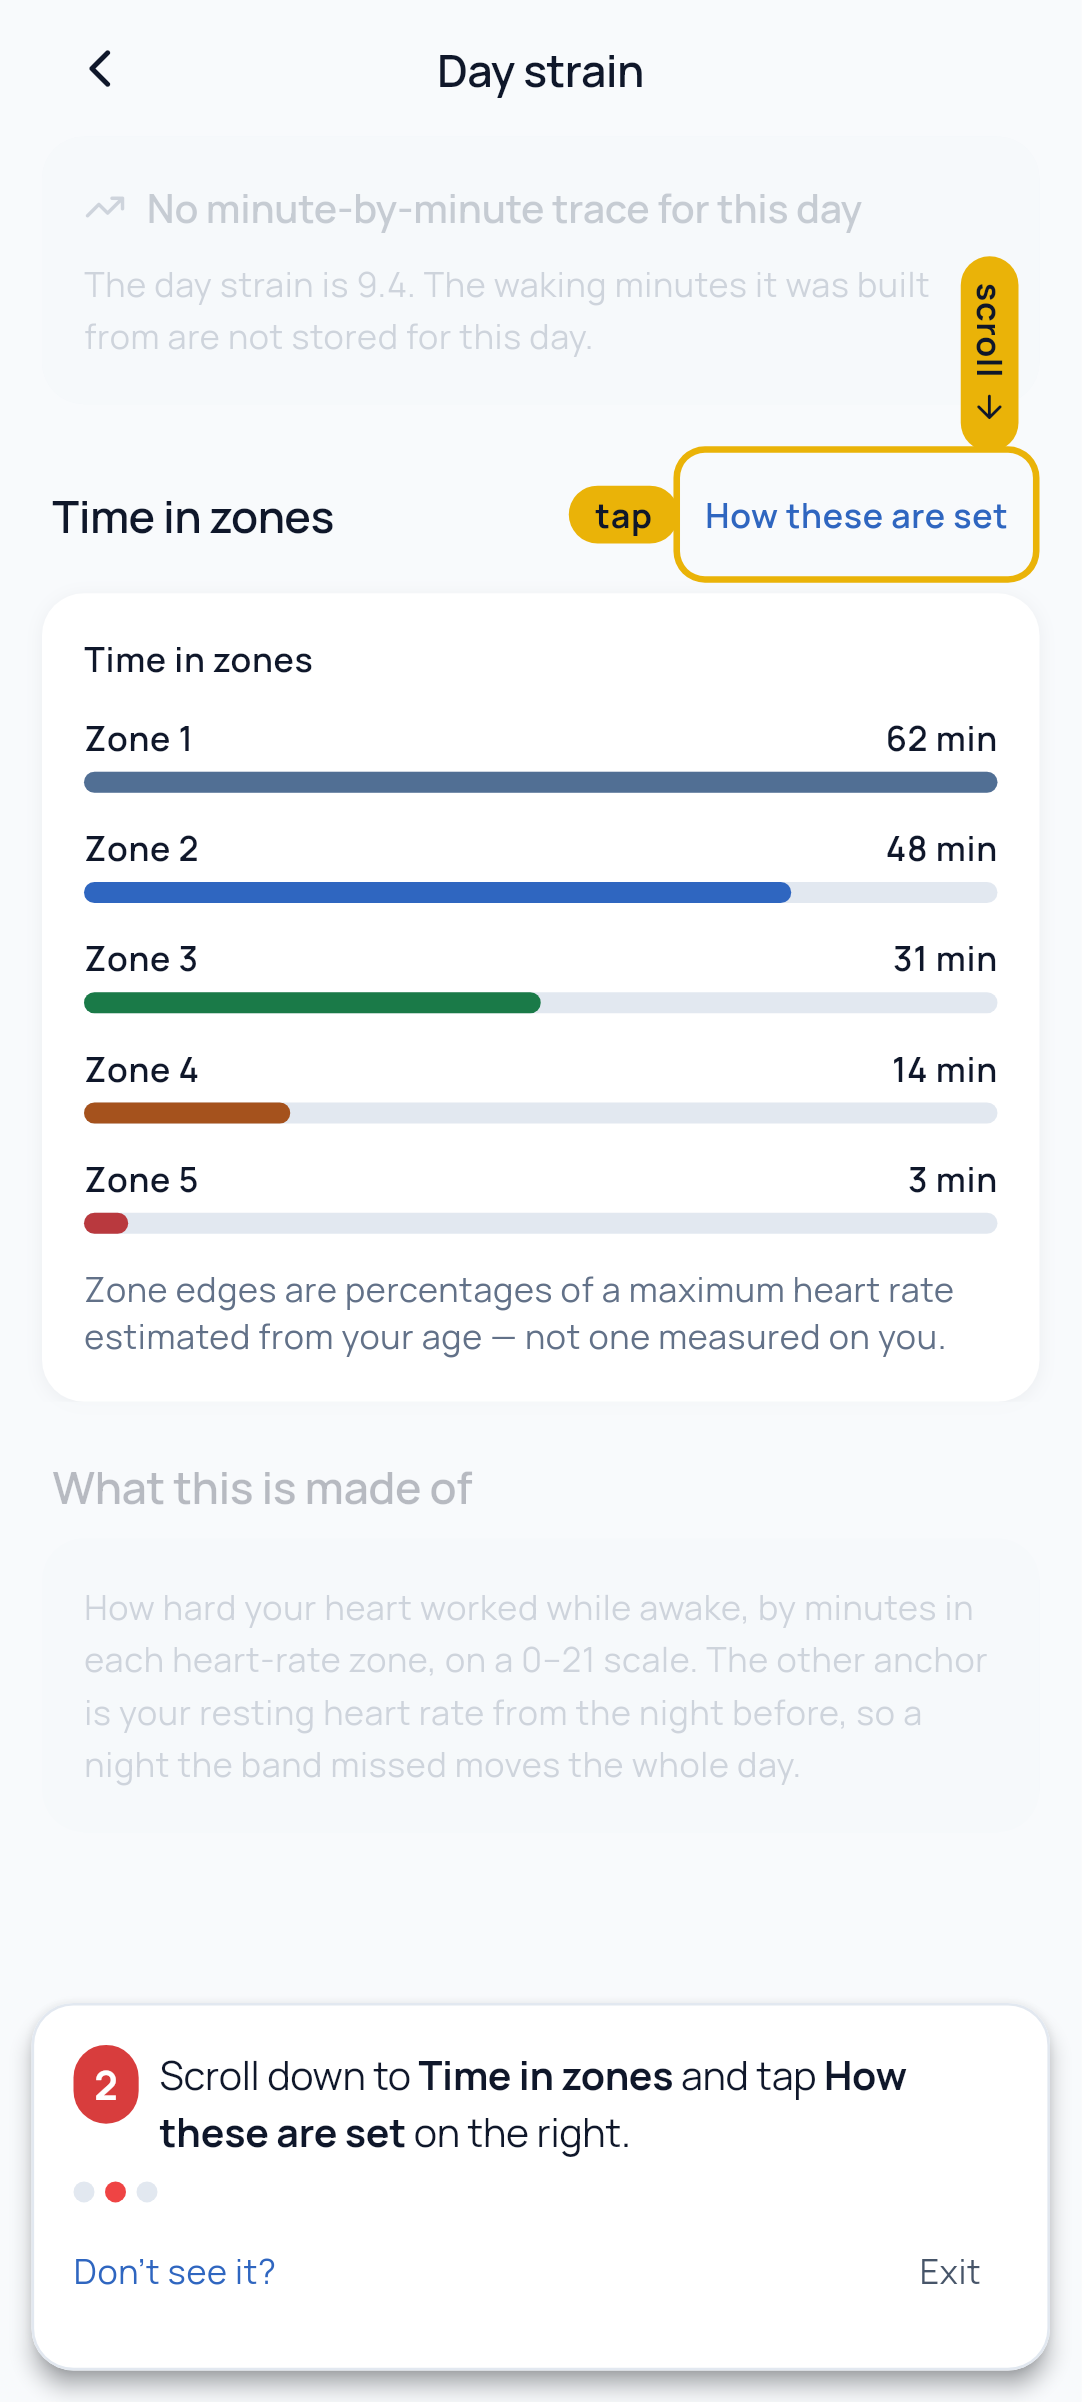 Day strain
No minute-by-minute trace for this day
The day strain is 9.4. The waking minutes it was built
from are not stored for this day.
scroll ↓
Time in zones
tap
How these are set
Time in zones
Zone 1 62 min
Zone 2 48 min
Zone 3 31 min
Zone 4 14 min
Zone 5 3 min
Zone edges are percentages of a maximum heart rate
estimated from your age — not one measured on you.
What this is made of
How hard your heart worked while awake, by minutes in
each heart-rate zone, on a 0–21 scale. The other anchor
is your resting heart rate from the night before, so a
night the band missed moves the whole day.
2
Scroll down to Time in zones and tap How
these are set on the right.
Don’t see it? Exit